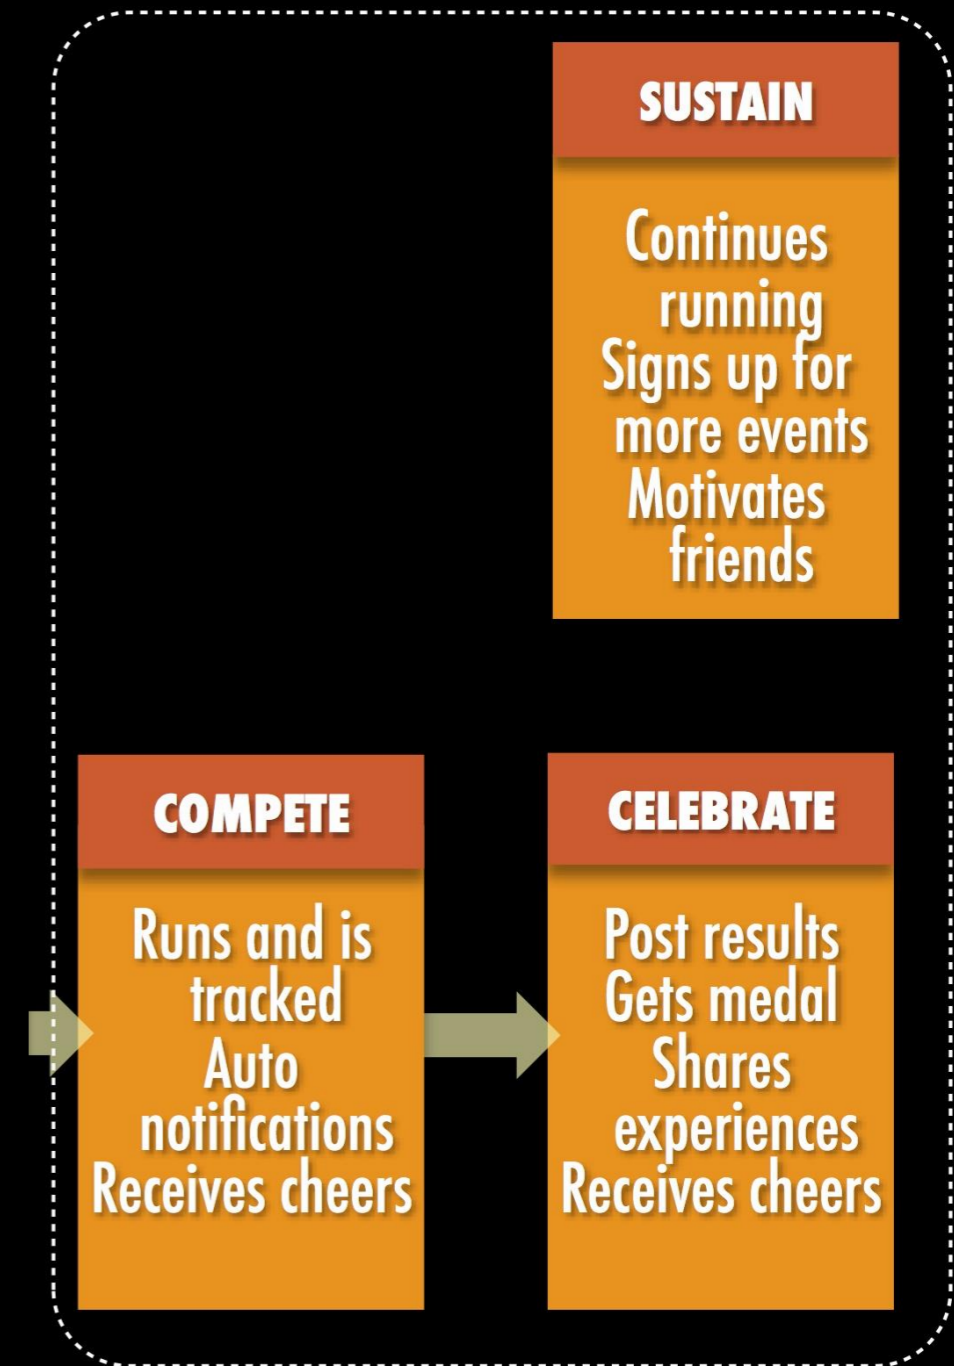 SUSTAIN
Continues
running
Signs up for
more events
Motivates
friends
COMPETE
Runs and is
tracked
Auto
notifications
Receives cheers
CELEBRATE
Post results
Gets medal
Shares
experiences
Receives cheers